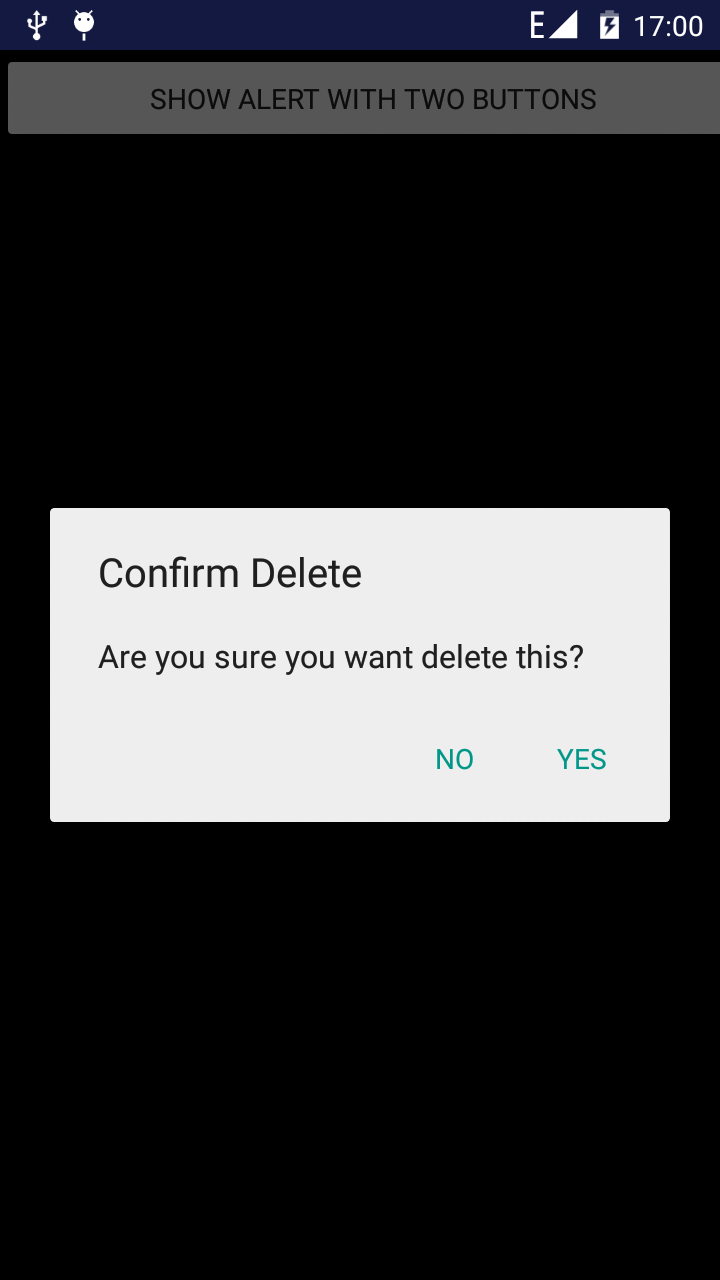 E 17:00
SHOW ALERT WITH TWO BUTTONS
Confirm Delete
Are you sure you want delete this?
NO YES